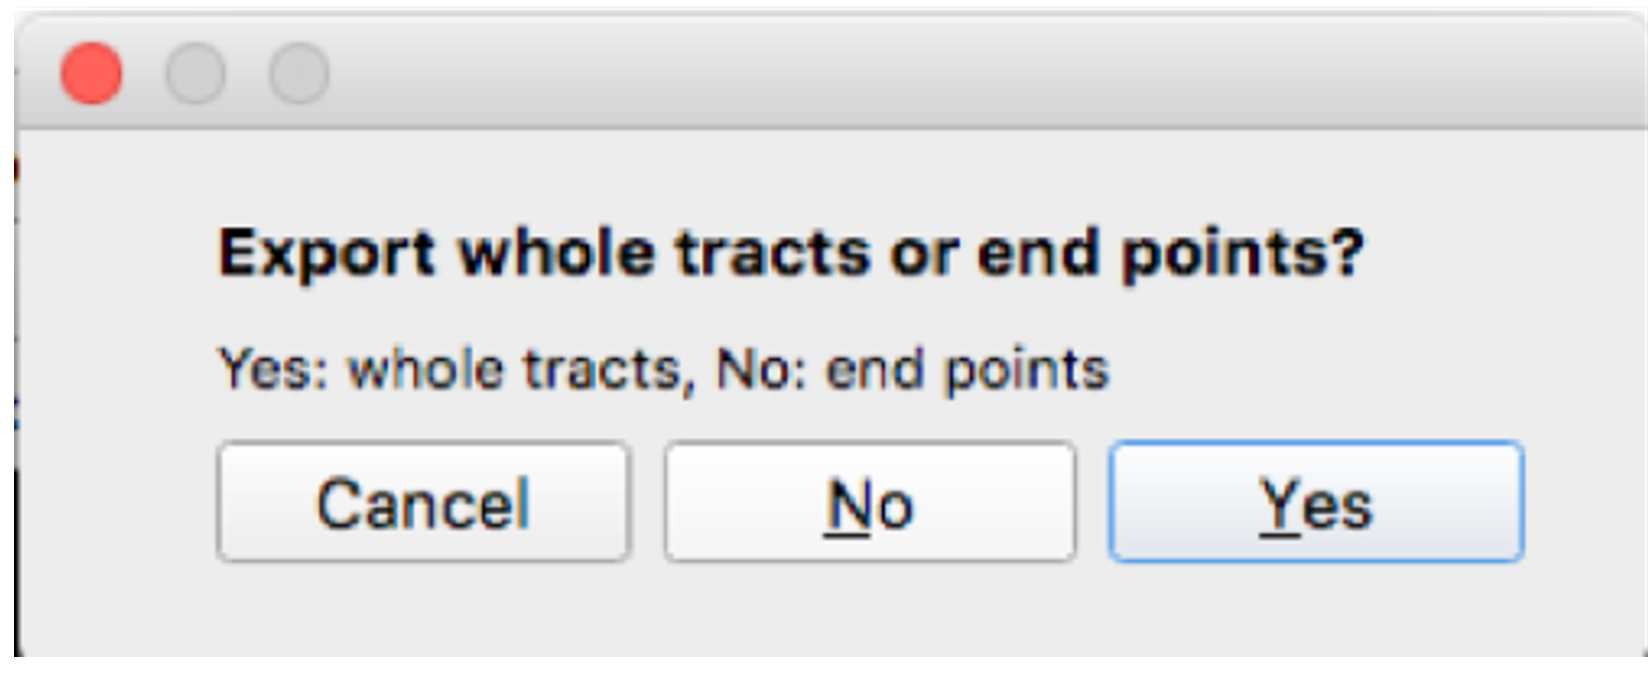 Export whole tracts or end points?
Yes: whole tracts, No: end points
Cancel No Yes